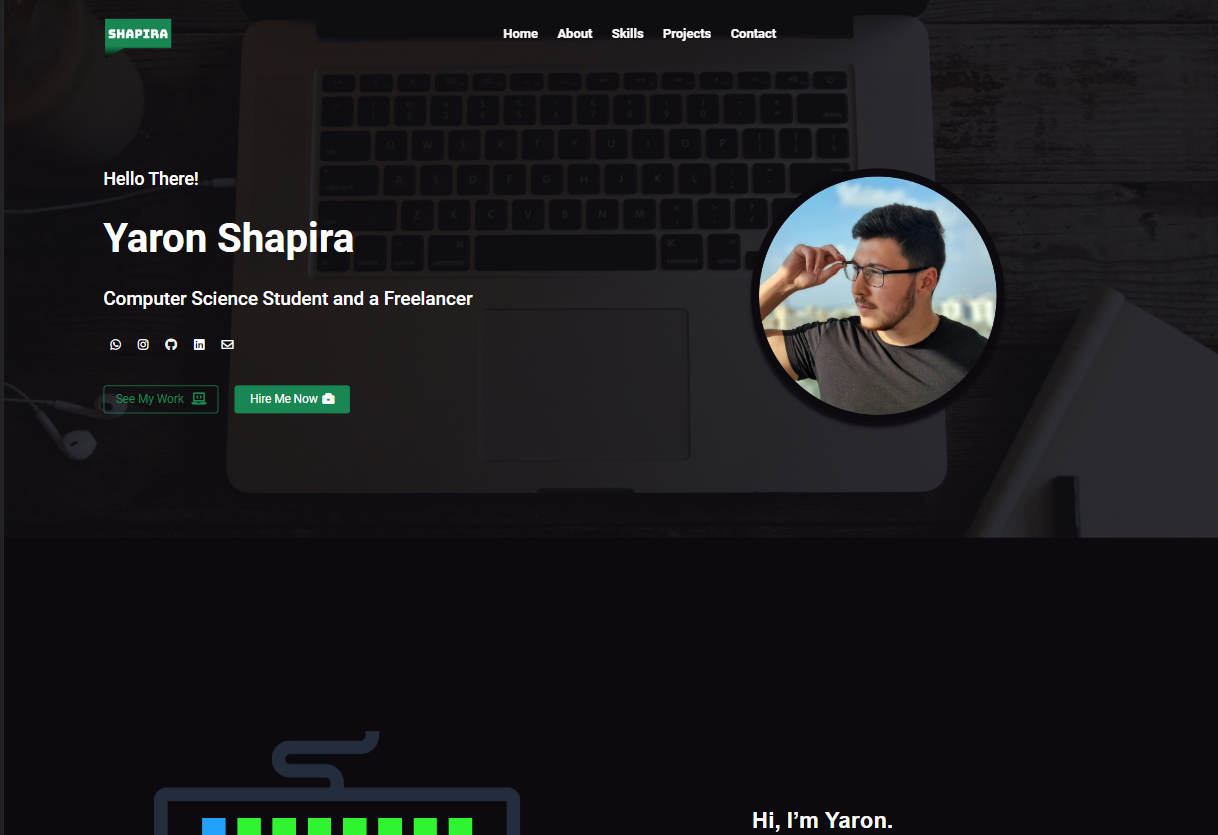 SHAPIRA
Home About Skills Projects Contact
Hello There!
Yaron Shapira
Computer Science Student and a Freelancer
See My Work Hire Me Now
Hi, I’m Yaron.